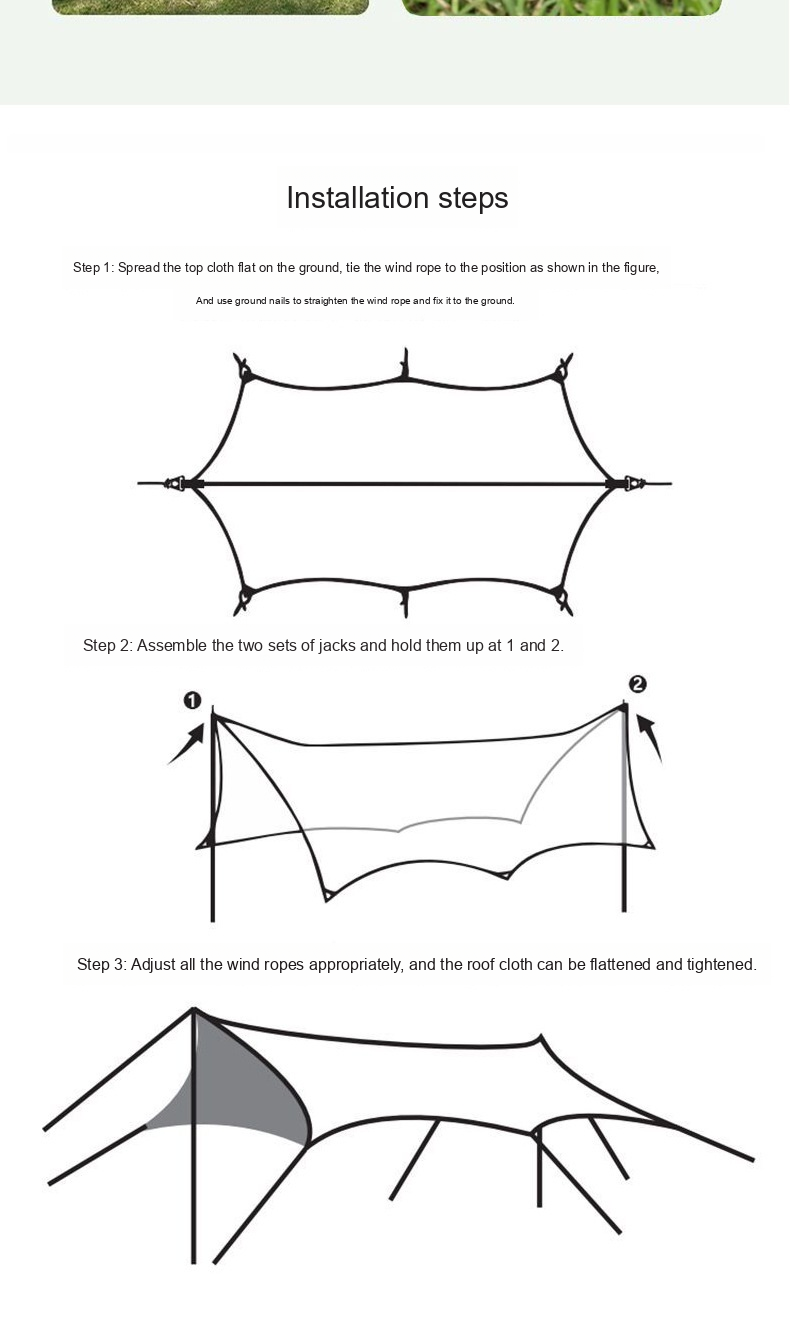 Installation steps
Step 1: Spread the top cloth flat on the ground, tie the wind rope to the position as shown in the figure,
And use ground nails to straighten the wind rope and fix it to the ground.
Step 2: Assemble the two sets of jacks and hold them up at 1 and 2.
1
2
Step 3: Adjust all the wind ropes appropriately, and the roof cloth can be flattened and tightened.